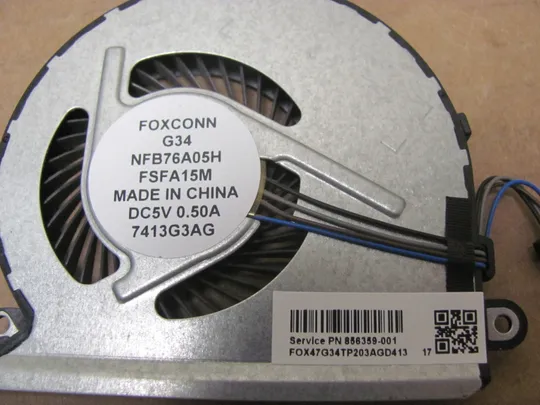 FOXCONN
G34
NFB76A05H
FSFA15M
MADE IN CHINA
DC5V 0.50A
7413G3AG
Service PN 856359-001
FOX47G34TP203AGD413 17